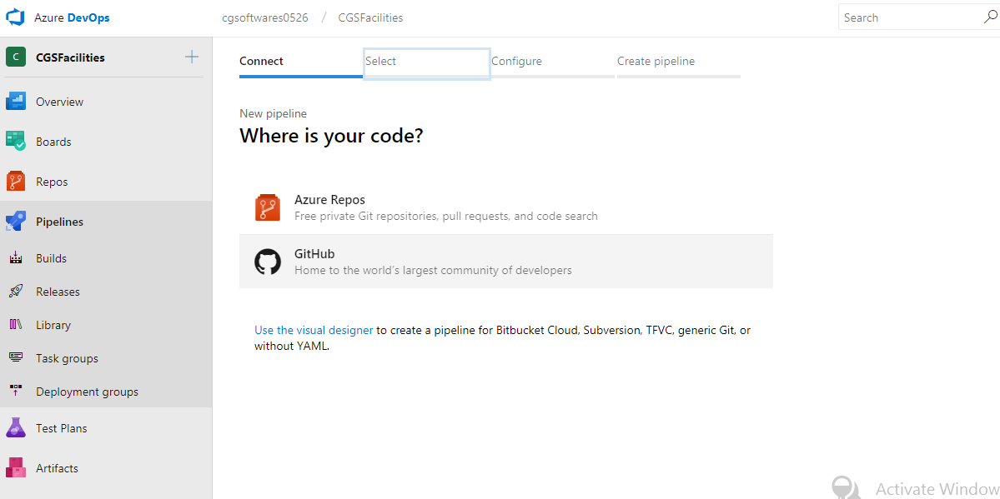 Azure DevOps
cgsoftwares0526 / CGSFacilities
Search
C CGSFacilities
Overview
Boards
Repos
Pipelines
Builds
Releases
Library
Task groups
Deployment groups
Test Plans
Artifacts
Connect Select Configure Create pipeline
New pipeline
Where is your code?
Azure Repos
Free private Git repositories, pull requests, and code search
GitHub
Home to the world's largest community of developers
Use the visual designer to create a pipeline for Bitbucket Cloud, Subversion, TFVC, generic Git, or
without YAML.
Activate Window